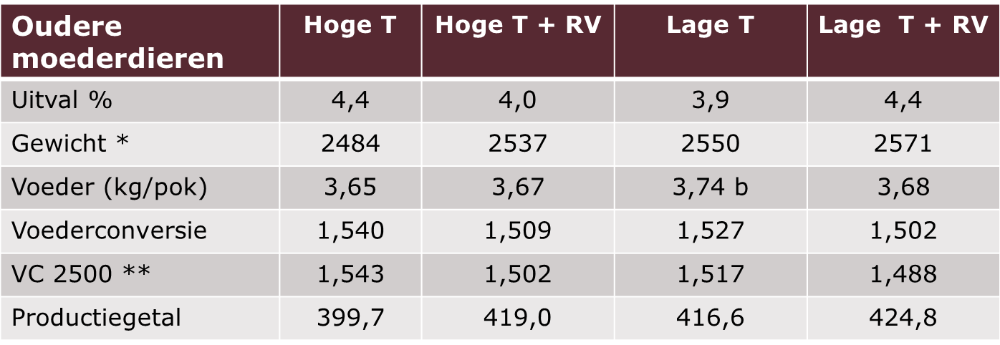 Oudere moederdieren Hoge T Hoge T + RV Lage T Lage T + RV
Uitval % 4,4 4,0 3,9 4,4
Gewicht * 2484 2537 2550 2571
Voeder (kg/pok) 3,65 3,67 3,74 b 3,68
Voederconversie 1,540 1,509 1,527 1,502
VC 2500 ** 1,543 1,502 1,517 1,488
Productiegetal 399,7 419,0 416,6 424,8